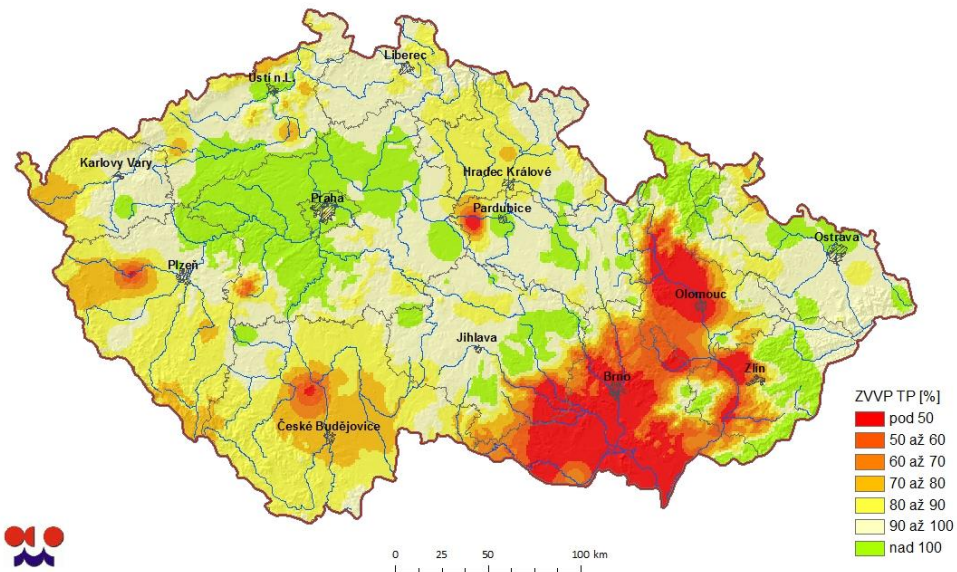 Liberec
Ústí n.L.
Karlovy Vary
Hradec Králové
Praha
Pardubice
Ostrava
Plzeň
Olomouc
Jihlava
Zlín
Brno
České Budějovice
ZVVP TP [%]
pod 50
50 až 60
60 až 70
70 až 80
80 až 90
90 až 100
nad 100
0 25 50 100 km